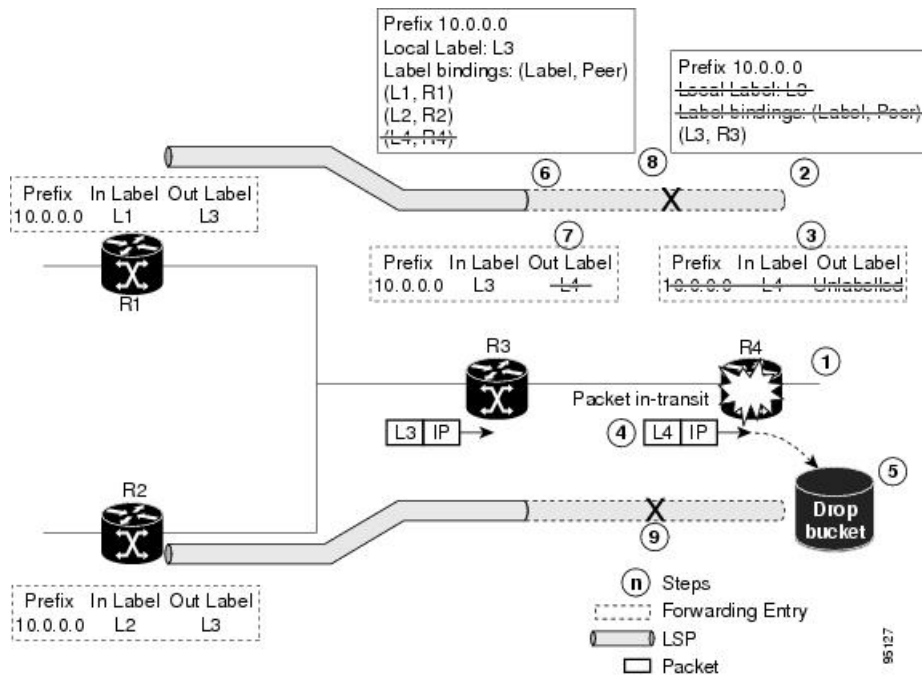 Prefix 10.0.0.0
Local Label: L3
Label bindings: (Label, Peer)
(L1, R1)
(L2, R2)
(L4, R4)
Prefix 10.0.0.0
Local Label: L3
Label bindings: (Label, Peer)
(L3, R3)
6
8
2
Prefix In Label Out Label
10.0.0.0 L1 L3
R1
X
7
Prefix In Label Out Label
10.0.0.0 L3 L4
3
Prefix In Label Out Label
10.0.0.0 L4 Unlabelled
R3
R4
1
Packet in-transit
L3 IP
4
L4 IP
5
Drop
bucket
R2
X
9
Prefix In Label Out Label
10.0.0.0 L2 L3
n Steps
Forwarding Entry
LSP
Packet
95127